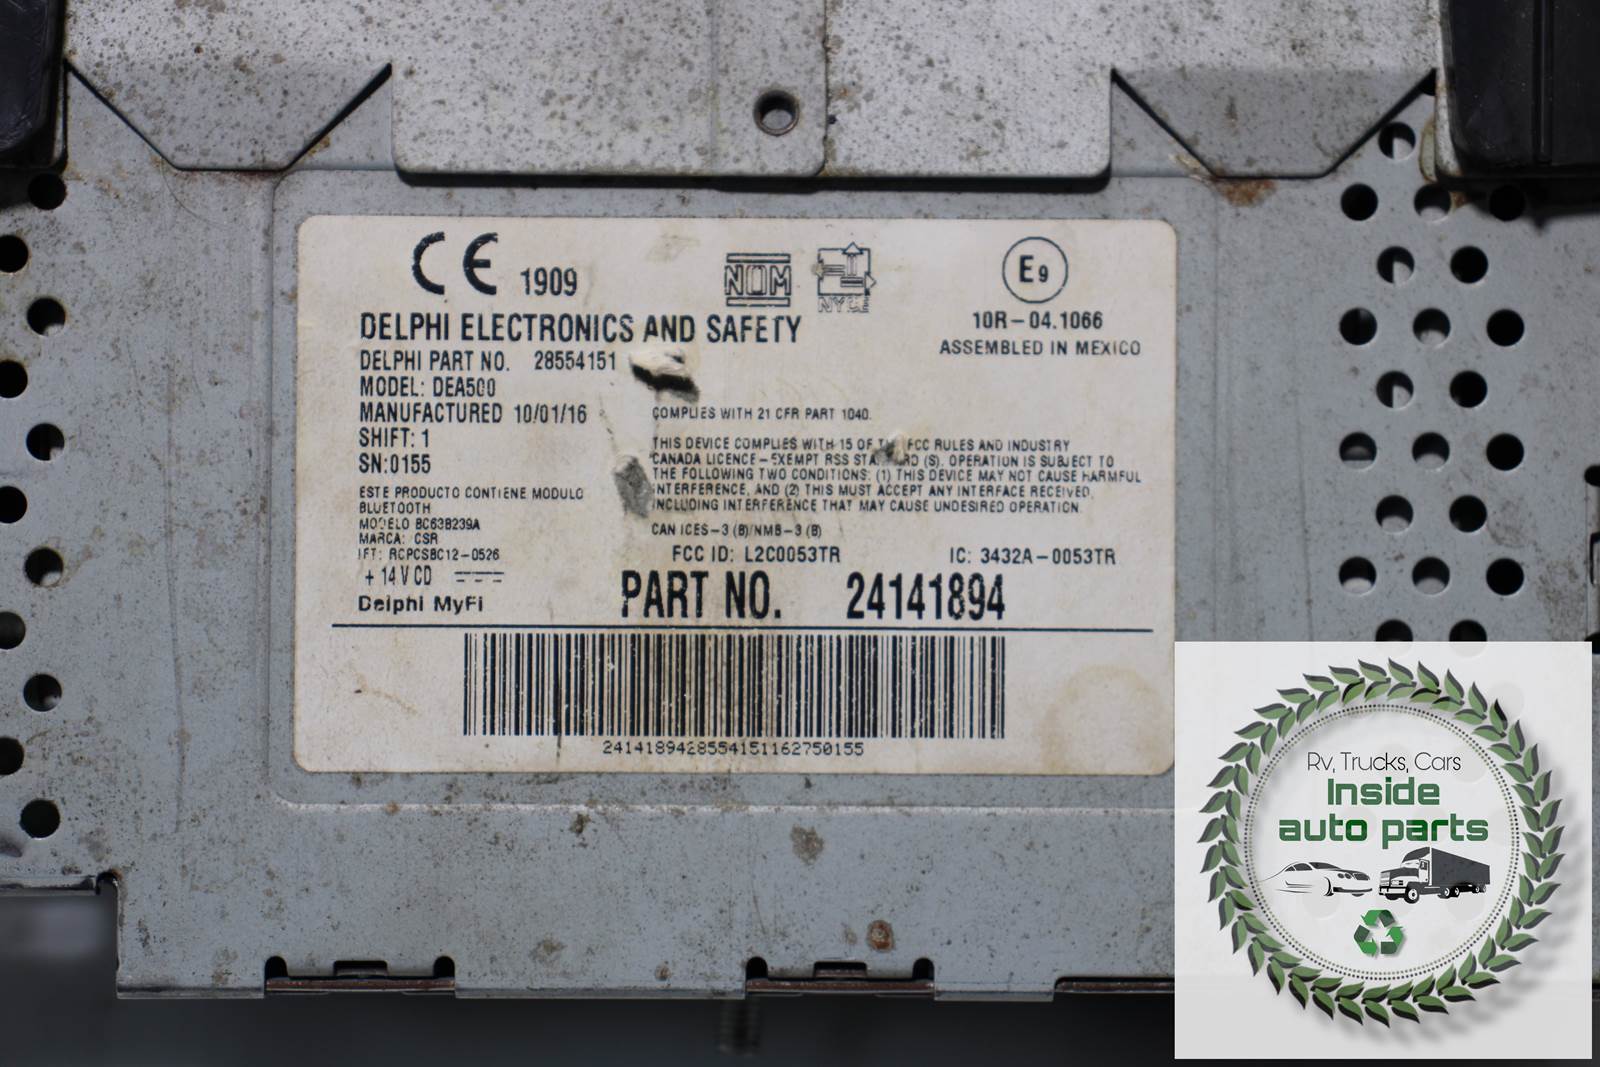 CE 1909
NOM
NYCE
E9
10R-04.1066
ASSEMBLED IN MEXICO
DELPHI ELECTRONICS AND SAFETY
DELPHI PART NO. 28554151
MODEL: DEA500
MANUFACTURED 10/01/16
SHIFT: 1
SN:0155
ESTE PRODUCTO CONTIENE MODULO
BLUETOOTH
MODELO BC63B239A
MARCA: CSR
IFT: RCPCSBC12-0526
+ 14 V CD
Delphi MyFi
COMPLIES WITH 21 CFR PART 1040.
THIS DEVICE COMPLIES WITH 15 OF FCC RULES AND INDUSTRY
CANADA LICENCE-EXEMPT RSS (S). OPERATION IS SUBJECT TO
THE FOLLOWING TWO CONDITIONS: (1) THIS DEVICE MAY NOT CAUSE HARMFUL
INTERFERENCE, AND (2) THIS MUST ACCEPT ANY INTERFACE RECEIVED,
INCLUDING INTERFERENCE THAT MAY CAUSE UNDESIRED OPERATION.
CAN ICES-3 (B)/NMB-3 (B)
FCC ID: L2C0053TR IC: 3432A-0053TR
PART NO. 24141894
2414189428554151162750155
Rv, Trucks, Cars
Inside
auto parts